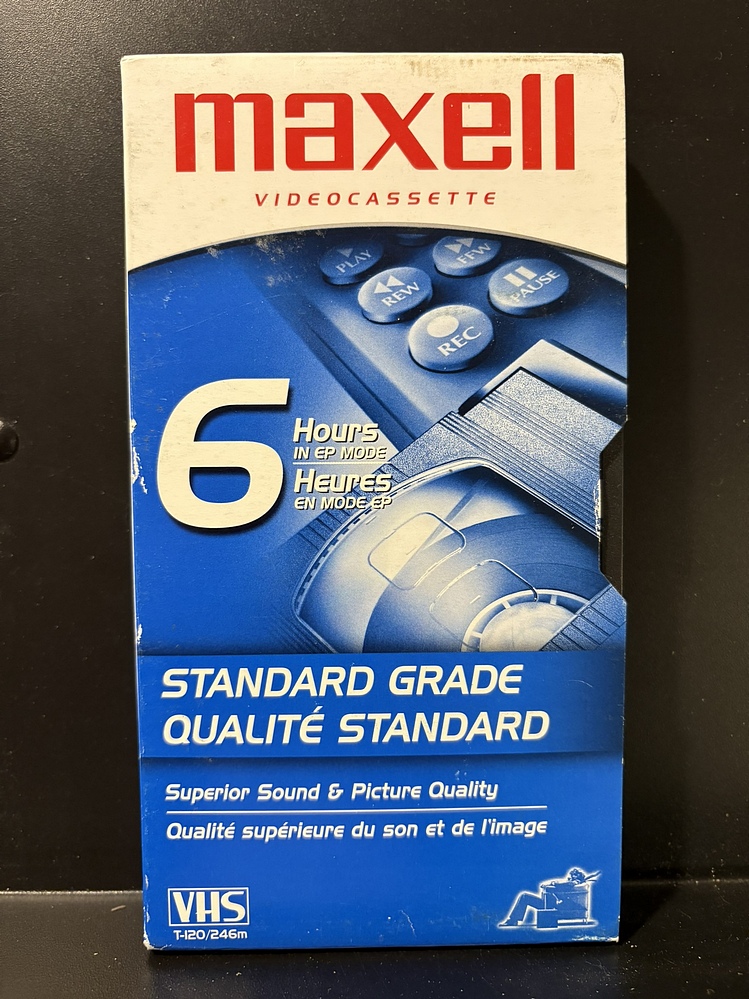 maxell
VIDEOCASSETTE
PLAY
FFW
REW
PAUSE
REC
6
Hours
IN EP MODE
Heures
EN MODE EP
STANDARD GRADE
QUALITÉ STANDARD
Superior Sound & Picture Quality
Qualité supérieure du son et de l'image
VHS
T-120/246m